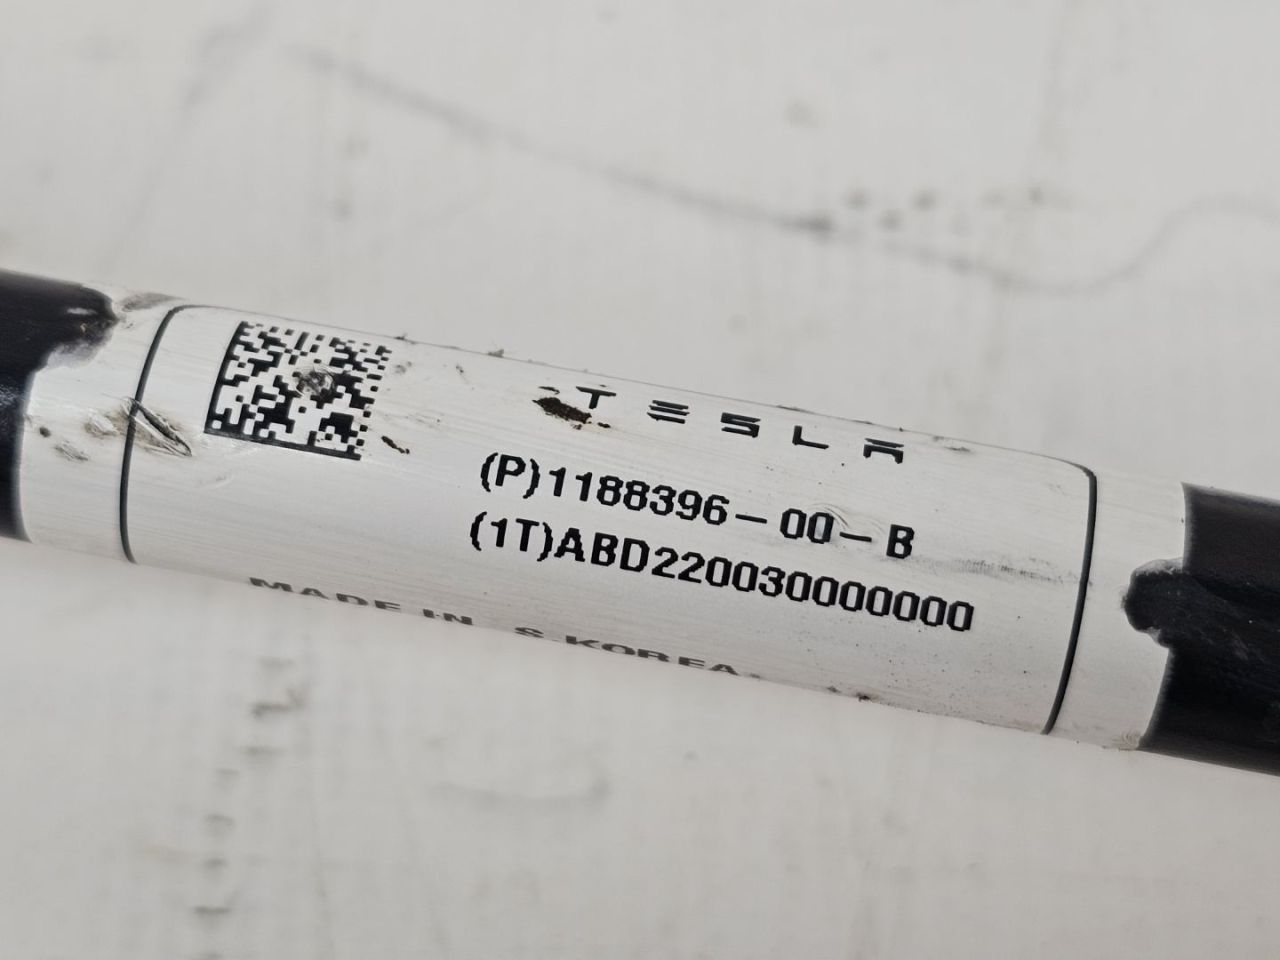 TESLA
(P)1188396-00-B
(1T)ABD220030000000
MADE IN S.KOREA.